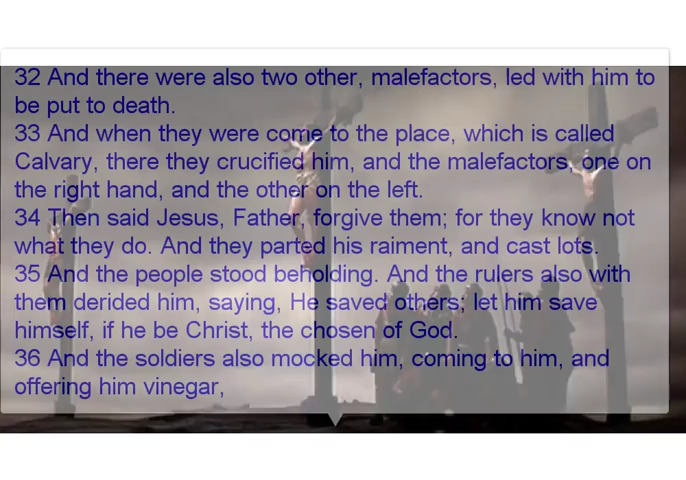 32 And there were also two other, malefactors, led with him to
be put to death.
33 And when they were come to the place, which is called
Calvary, there they crucified him, and the malefactors, one on
the right hand, and the other on the left.
34 Then said Jesus, Father, forgive them; for they know not
what they do. And they parted his raiment, and cast lots.
35 And the people stood beholding. And the rulers also with
them derided him, saying, He saved others; let him save
himself, if he be Christ, the chosen of God.
36 And the soldiers also mocked him, coming to him, and
offering him vinegar,